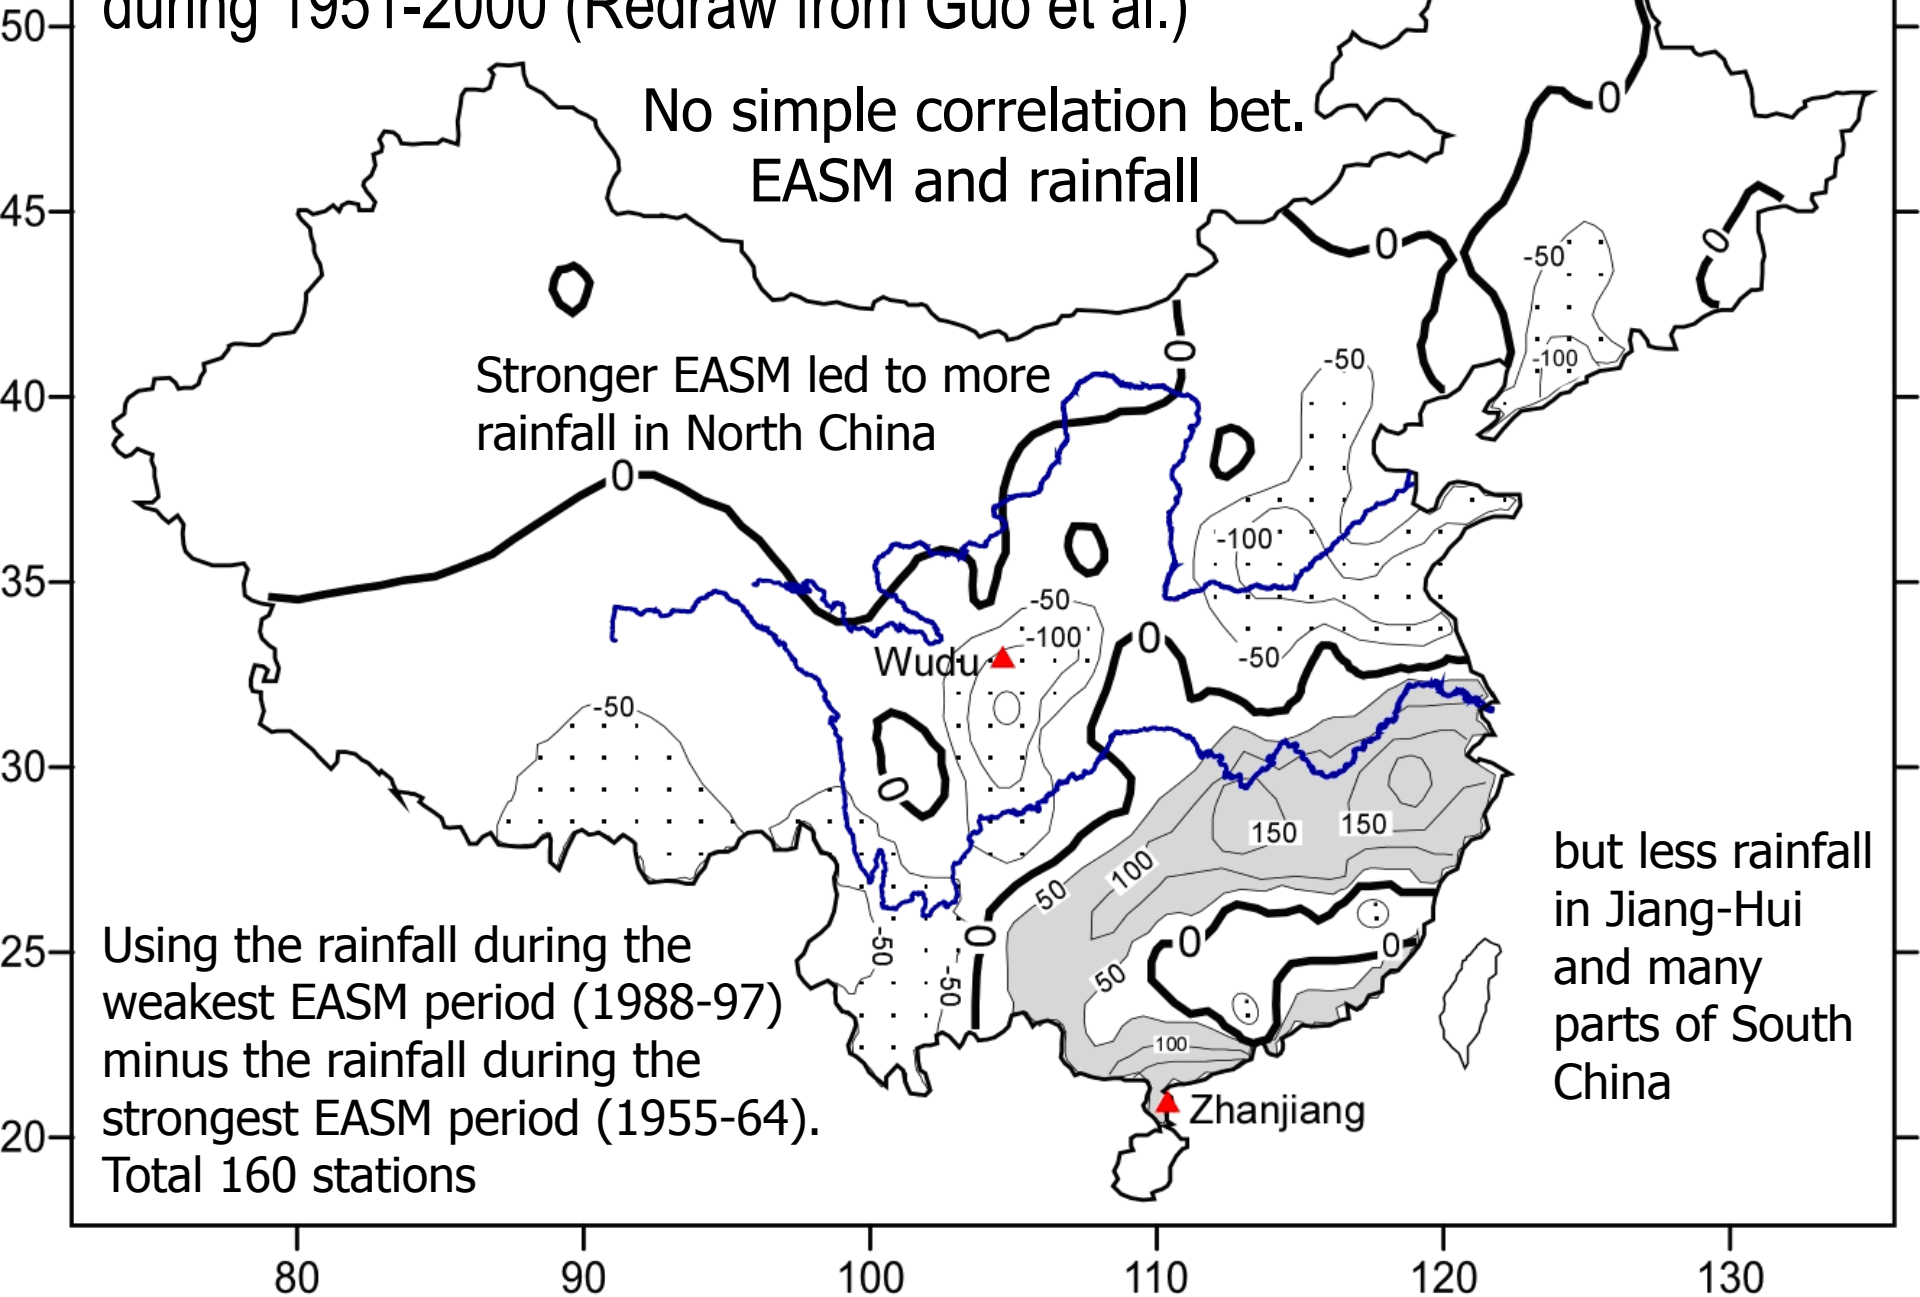 during 1951-2000 (Redraw from Guo et al.)
50
No simple correlation bet.
EASM and rainfall
0
45
0
0
-50
-100
0
-50
Stronger EASM led to more
rainfall in North China
40
0
-100
35
-50
-100
0
Wudu
-50
-50
30
0
150
150
100
50
but less rainfall
in Jiang-Hui
and many
parts of South
China
Using the rainfall during the
weakest EASM period (1988-97)
minus the rainfall during the
strongest EASM period (1955-64).
Total 160 stations
25
-50
-50
0
50
0
0
100
Zhanjiang
20
80
90
100
110
120
130